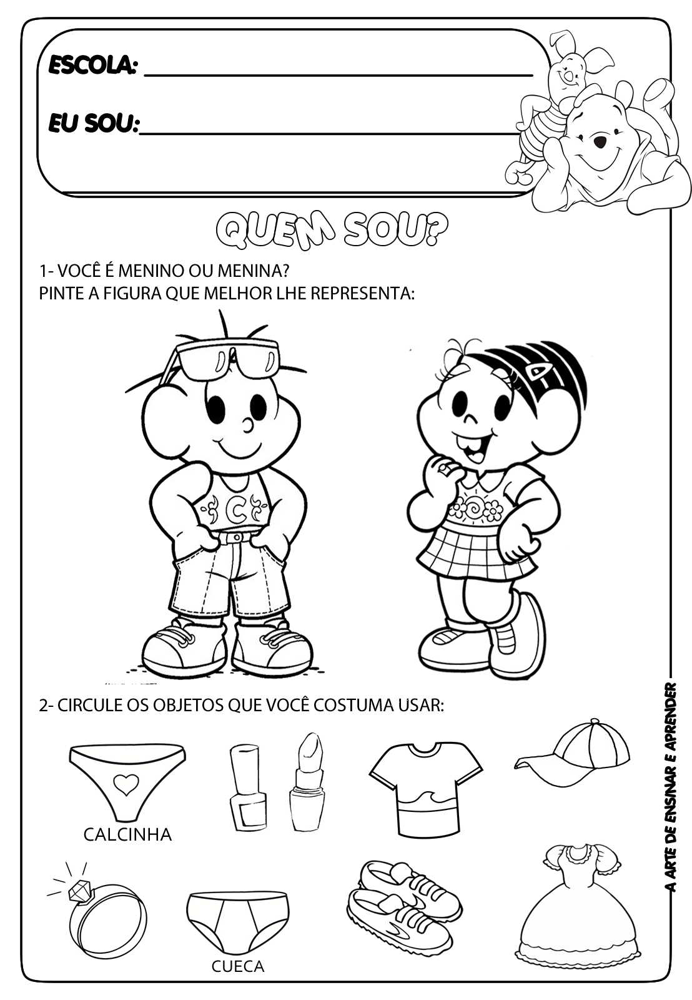 ESCOLA:
EU SOU:
QUEM SOU?
1- VOCÊ É MENINO OU MENINA?
PINTE A FIGURA QUE MELHOR LHE REPRESENTA:
C
2- CIRCULE OS OBJETOS QUE VOCÊ COSTUMA USAR:
CALCINHA
CUECA
A ARTE DE ENSINAR E APRENDER